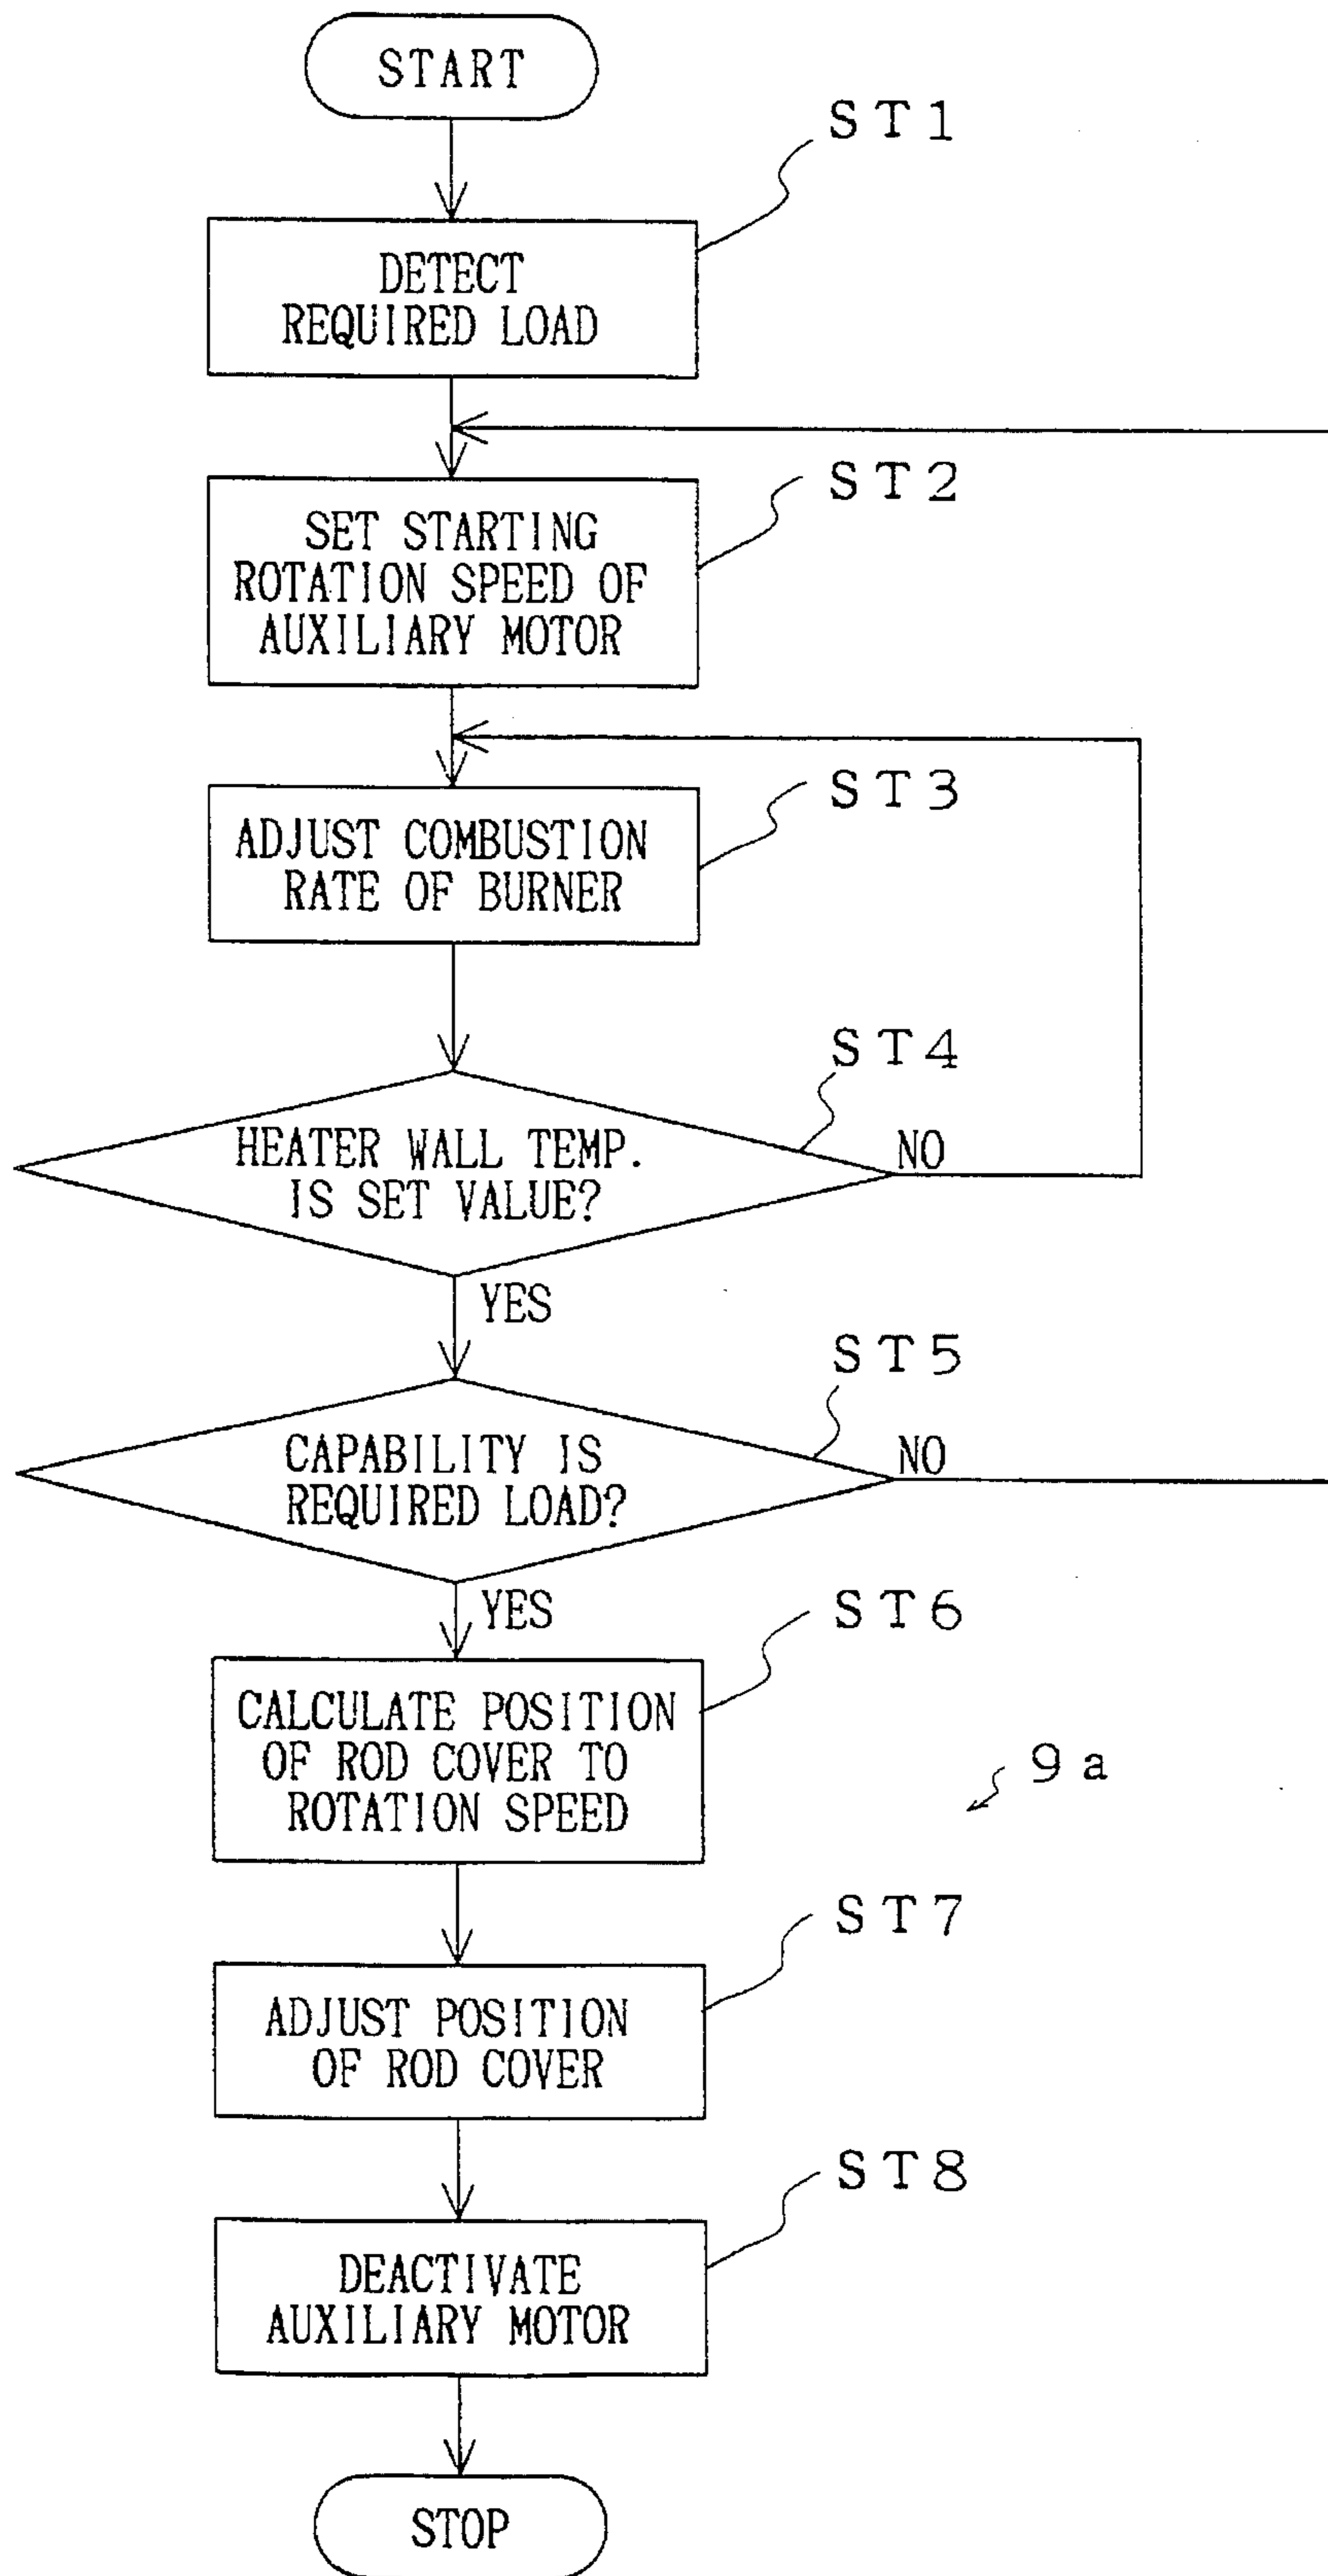 START
ST1
DETECT
REQUIRED LOAD
ST2
SET STARTING
ROTATION SPEED OF
AUXILIARY MOTOR
ST3
ADJUST COMBUSTION
RATE OF BURNER
ST4
HEATER WALL TEMP.
IS SET VALUE?
NO
YES
ST5
CAPABILITY IS
REQUIRED LOAD?
NO
YES
ST6
CALCULATE POSITION
OF ROD COVER TO
ROTATION SPEED
9a
ST7
ADJUST POSITION
OF ROD COVER
ST8
DEACTIVATE
AUXILIARY MOTOR
STOP